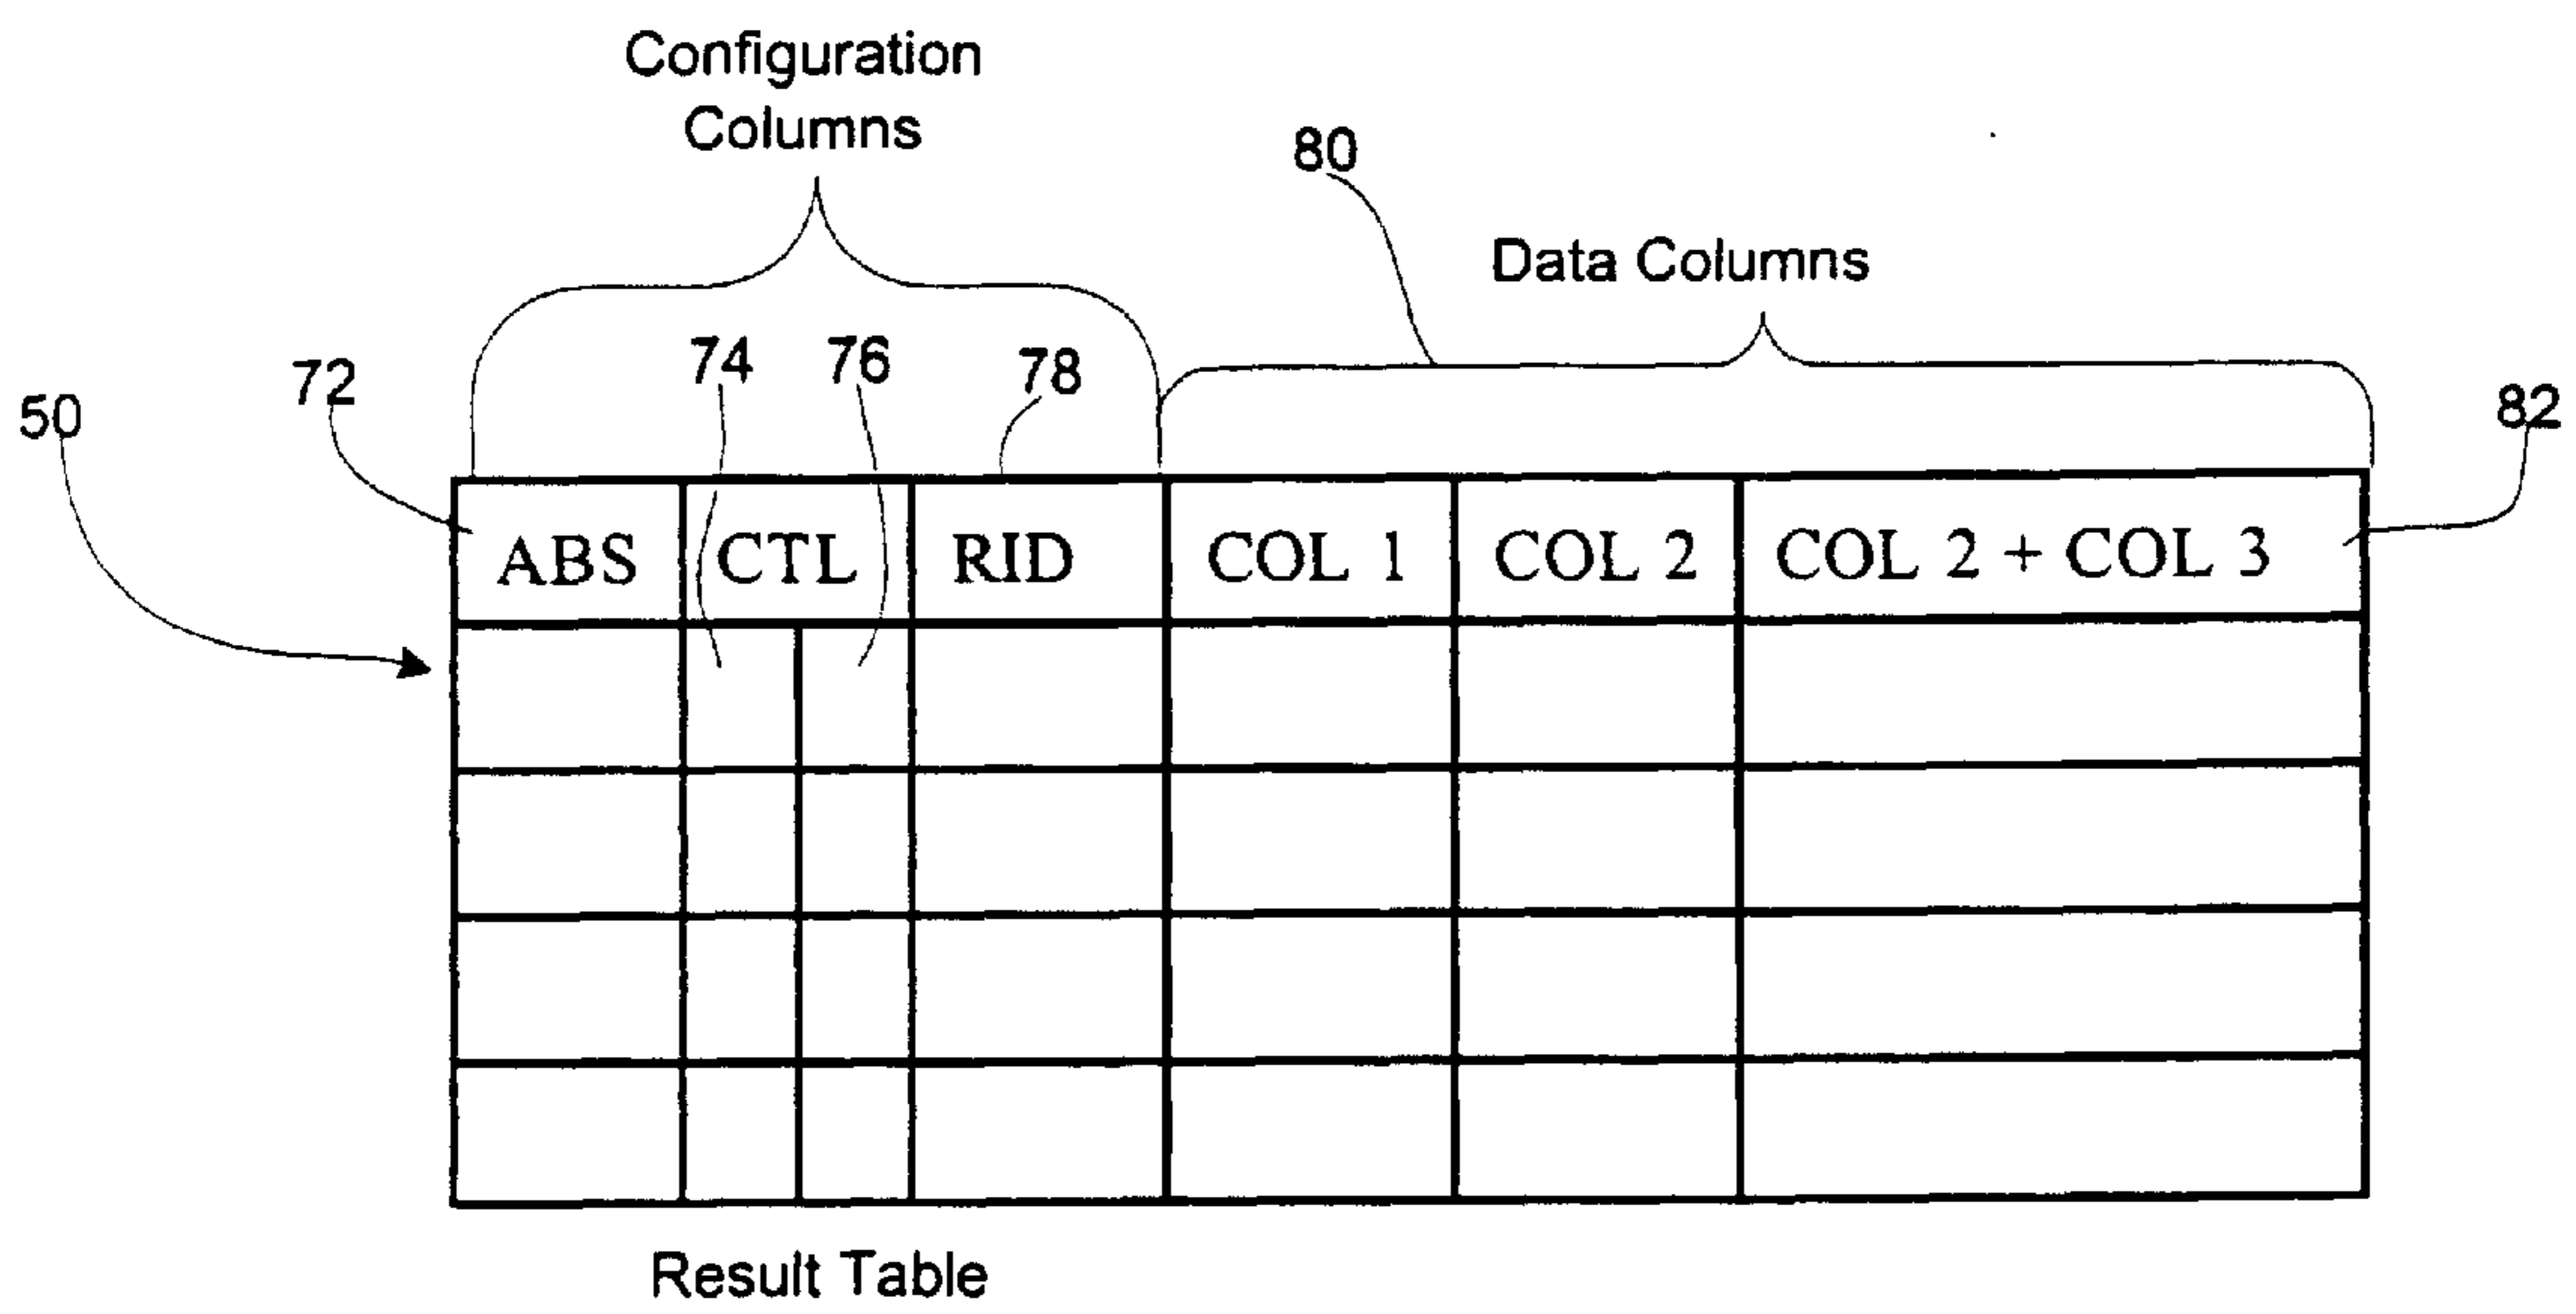 Configuration
Columns
80
Data Columns
74 76 78
72
50
82
ABS CTL RID COL 1 COL 2 COL 2 + COL 3
Result Table